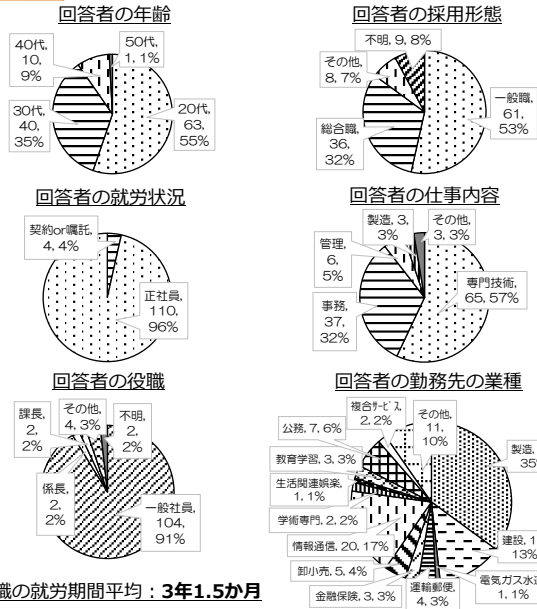 回答者の年齢
40代,
10,
9%
50代,
1, 1%
30代,
40,
35%
20代,
63,
55%
回答者の採用形態
不明, 9, 8%
その他,
8, 7%
一般職,
61,
53%
総合職,
36,
32%
回答者の就労状況
契約or嘱託,
4, 4%
正社員,
110,
96%
回答者の仕事内容
製造, 3,
3%
その他,
3, 3%
管理,
6,
5%
専門技術,
65, 57%
事務,
37,
32%
回答者の役職
課長,
2,
2%
その他,
4, 3%
不明,
2,
2%
係長,
2,
2%
一般社員,
104,
91%
回答者の勤務先の業種
複合サービス,
2, 2%
その他,
11,
10%
公務, 7, 6%
製造,
教育学習, 3, 3%
生活関連娯楽,
1, 1%
学術専門, 2, 2%
情報通信, 20, 17%
建設,
13%
卸小売, 5, 4%
金融保険, 3, 3%
運輸郵便,
4, 3%
電気ガス水道
1, 1%
職の就労期間平均：3年1.5か月